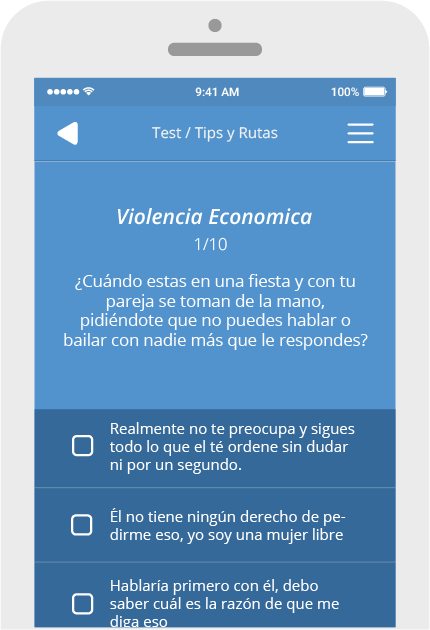 9:41 AM 100%
Test / Tips y Rutas
Violencia Economica
1/10
¿Cuándo estas en una fiesta y con tu
pareja se toman de la mano,
pidiéndote que no puedes hablar o
bailar con nadie más que le respondes?
Realmente no te preocupa y sigues
todo lo que el té ordene sin dudar
ni por un segundo.
Él no tiene ningún derecho de pe-
dirme eso, yo soy una mujer libre
Hablaría primero con él, debo
saber cuál es la razón de que me
diga eso